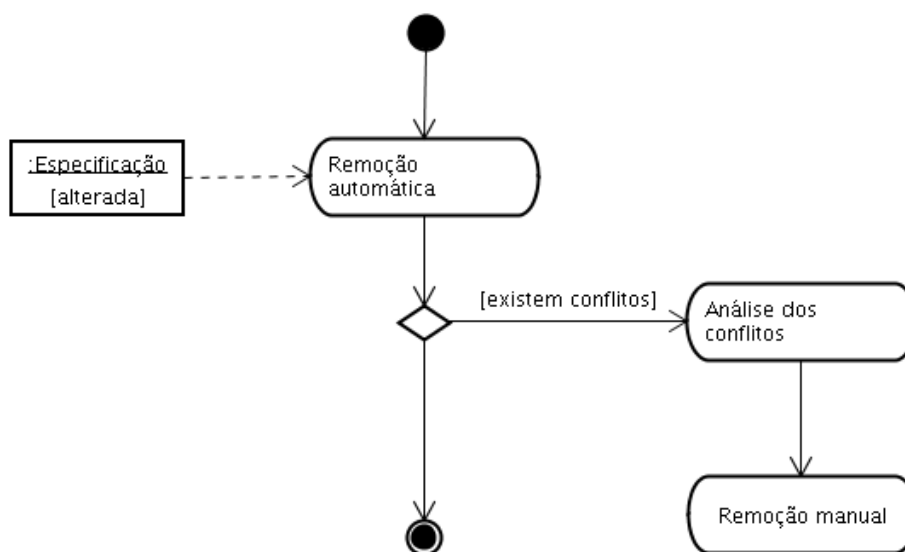 :Especificação
[alterada]
Remoção
automática
[existem conflitos]
Análise dos
conflitos
Remoção manual